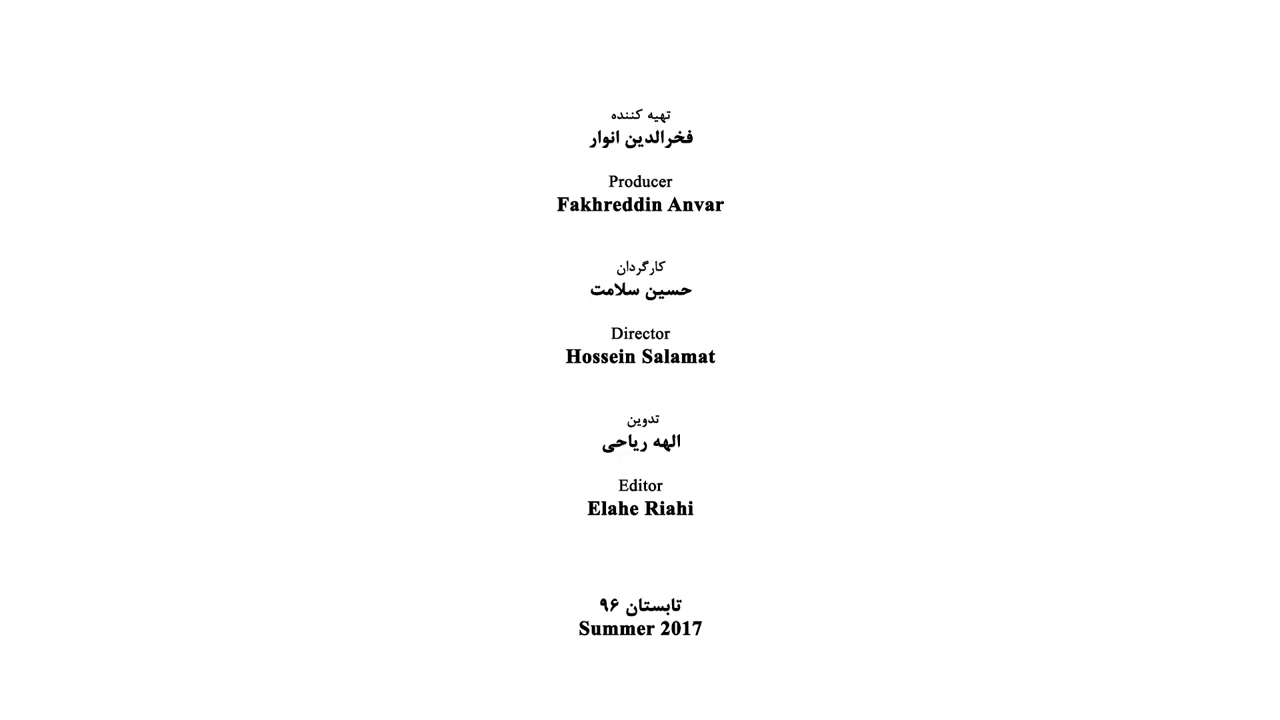 تهیه کننده
فخرالدین انوار
Producer
Fakhreddin Anvar
کارگردان
حسین سلامت
Director
Hossein Salamat
تدوین
الهه ریاحی
Editor
Elahe Riahi
تابستان ۹۶
Summer 2017